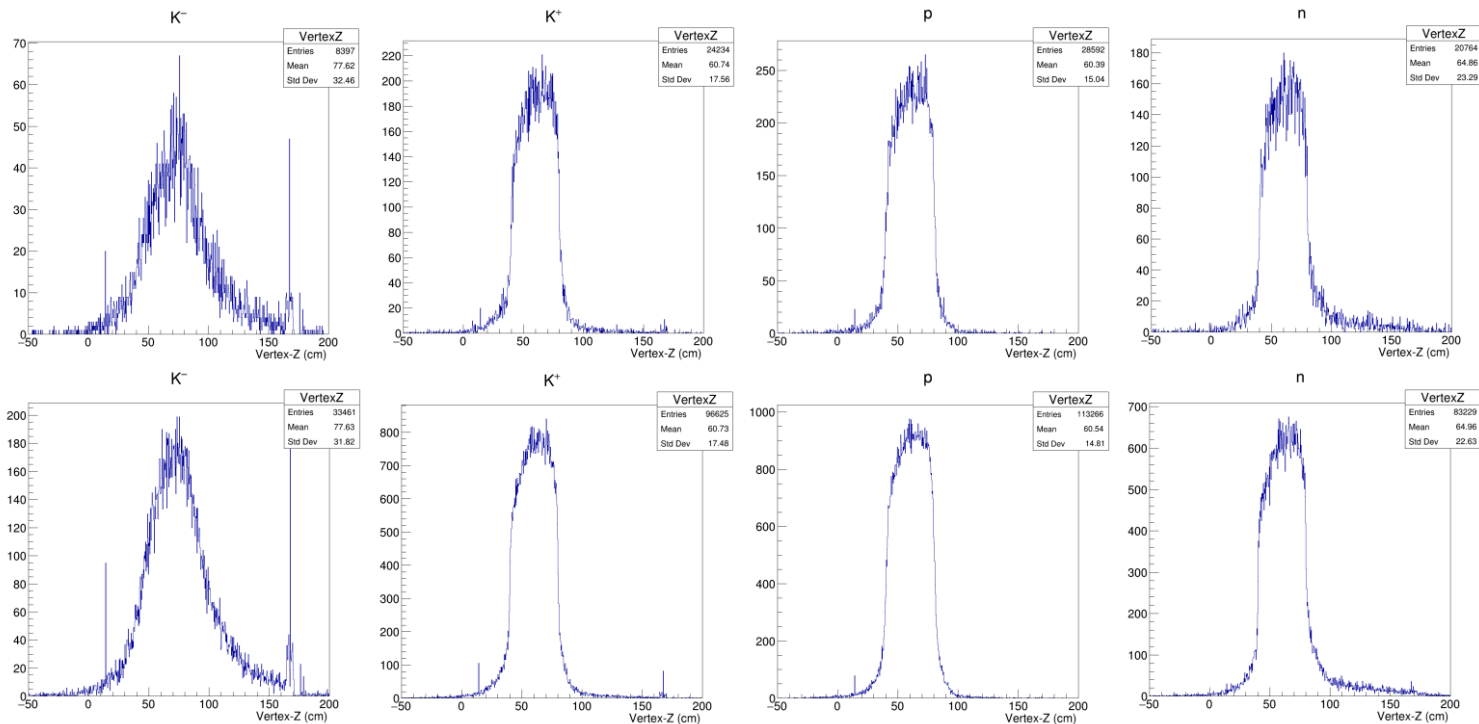 K⁻
VertexZ
Entries 8397
Mean 77.62
Std Dev 32.46
70
60
50
40
30
20
10
0
−50 0 50 100 150 200
Vertex-Z (cm)
K⁺
VertexZ
Entries 24234
Mean 60.74
Std Dev 17.56
220
200
180
160
140
120
100
80
60
40
20
0
−50 0 50 100 150 200
Vertex-Z (cm)
p
VertexZ
Entries 28592
Mean 60.39
Std Dev 15.04
250
200
150
100
50
0
−50 0 50 100 150 200
Vertex-Z (cm)
n
VertexZ
Entries 20764
Mean 64.86
Std Dev 23.29
180
160
140
120
100
80
60
40
20
0
−50 0 50 100 150 200
Vertex-Z (cm)
K⁻
VertexZ
Entries 33461
Mean 77.63
Std Dev 31.82
200
180
160
140
120
100
80
60
40
20
0
−50 0 50 100 150 200
Vertex-Z (cm)
K⁺
VertexZ
Entries 96625
Mean 60.73
Std Dev 17.48
800
700
600
500
400
300
200
100
0
−50 0 50 100 150 200
Vertex-Z (cm)
p
VertexZ
Entries 113266
Mean 60.54
Std Dev 14.81
1000
800
600
400
200
0
−50 0 50 100 150 200
Vertex-Z (cm)
n
VertexZ
Entries 83229
Mean 64.96
Std Dev 22.63
700
600
500
400
300
200
100
0
−50 0 50 100 150 200
Vertex-Z (cm)